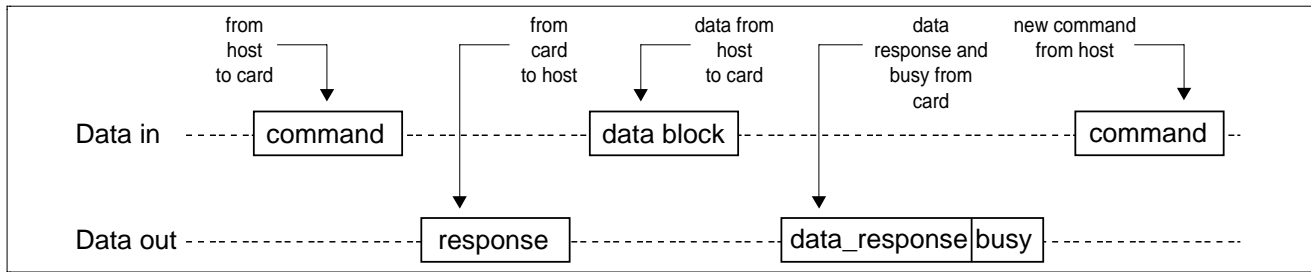 from
host
to card
from
card
to host
data from
host
to card
data
response and
busy from
card
new command
from host
Data in
command
data block
command
Data out
response
data_response
busy